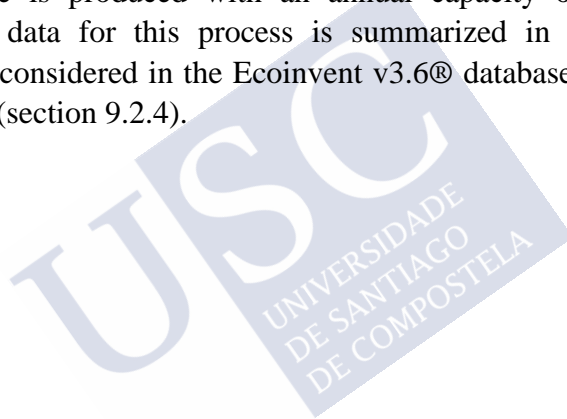 e is produced with an annual capacity o
data for this process is summarized in
considered in the Ecoinvent v3.6® database
(section 9.2.4).
USC
UNIVERSIDADE
DE SANTIAGO
DE COMPOSTELA